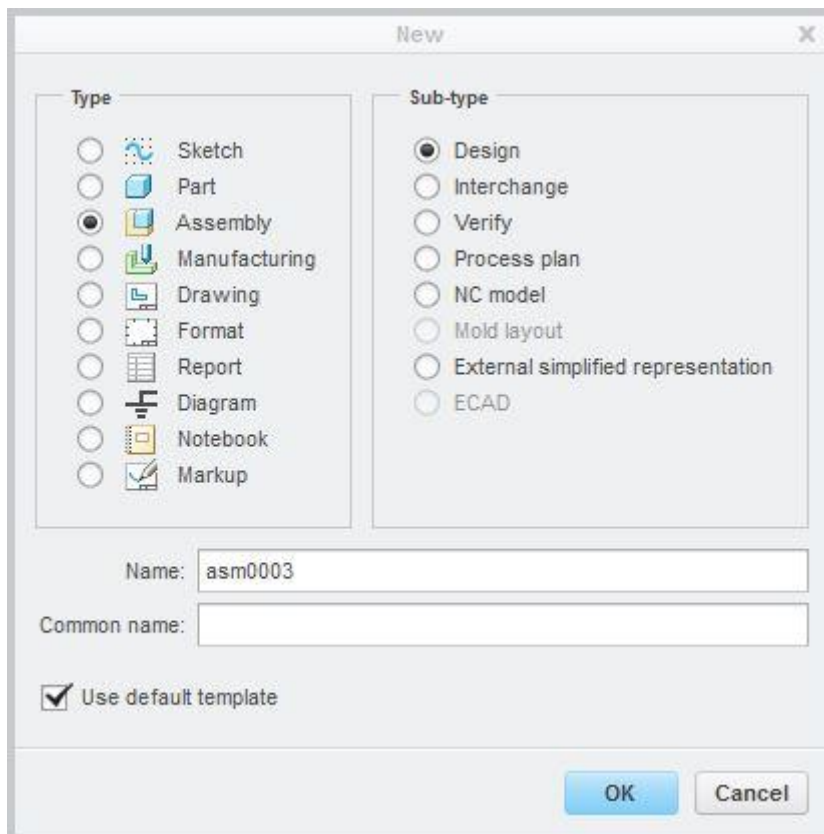 New
Type
Sketch
Part
Assembly
Manufacturing
Drawing
Format
Report
Diagram
Notebook
Markup
Sub-type
Design
Interchange
Verify
Process plan
NC model
Mold layout
External simplified representation
ECAD
Name: asm0003
Common name:
Use default template
OK Cancel